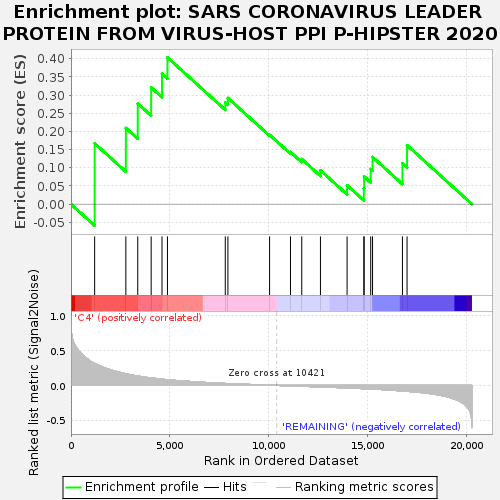 Enrichment plot: SARS CORONAVIRUS LEADER
PROTEIN FROM VIRUS-HOST PPI P-HIPSTER 2020
Enrichment score (ES)
0.40
0.35
0.30
0.25
0.20
0.15
0.10
0.05
0.00
-0.05
Ranked list metric (Signal2Noise)
1.0
0.5
0.0
-0.5
'C4' (positively correlated)
Zero cross at 10421
'REMAINING' (negatively correlated)
0
5,000
10,000
15,000
20,000
Rank in Ordered Dataset
Enrichment profile
Hits
Ranking metric scores